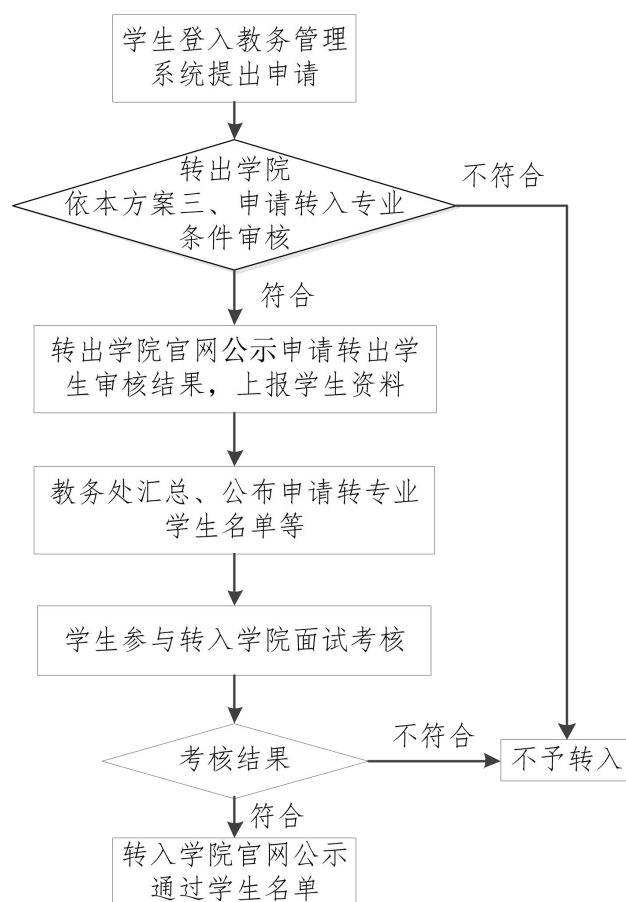 学生登入教务管理
系统提出申请
转出学院
依本方案三、申请转入专业
条件审核
不符合
符合
转出学院官网公示申请转出学
生审核结果，上报学生资料
教务处汇总、公布申请转专业
学生名单等
学生参与转入学院面试考核
考核结果
不符合
不予转入
符合
转入学院官网公示
通过学生名单